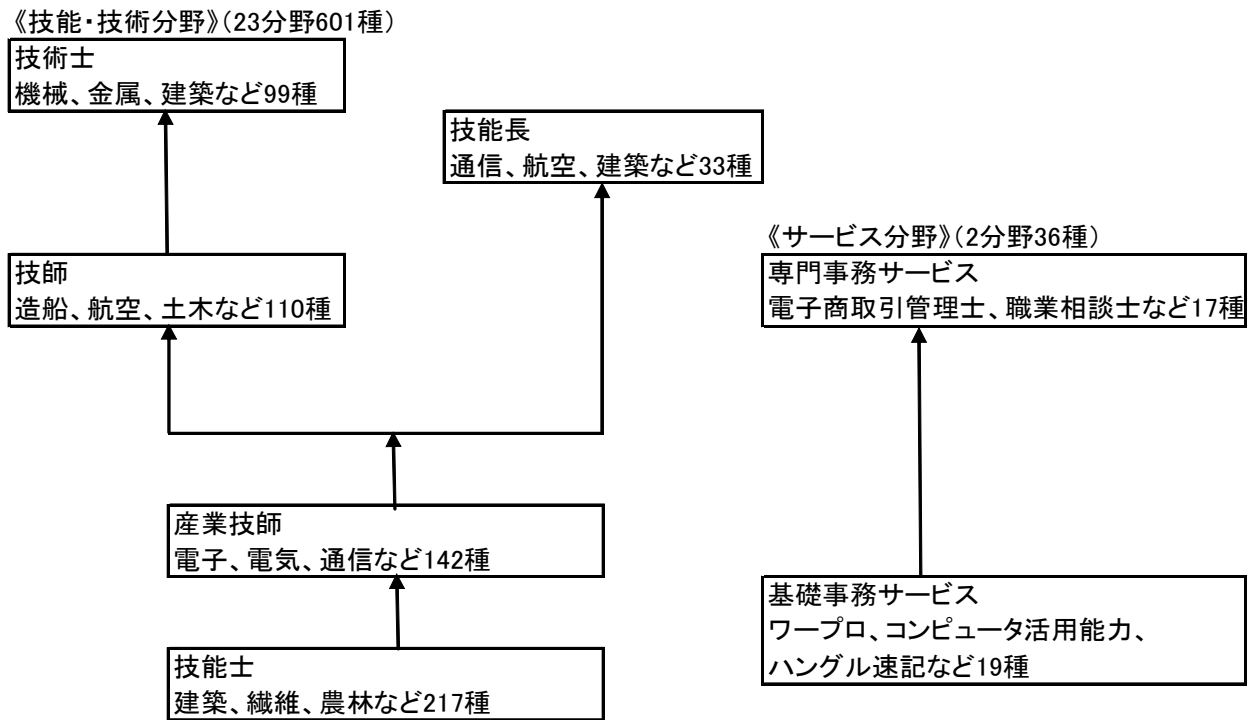 《技能・技術分野》(23分野601種)
技術士
機械、金属、建築など99種
技能長
通信、航空、建築など33種
技師
造船、航空、土木など110種
《サービス分野》(2分野36種)
専門事務サービス
電子商取引管理士、職業相談士など17種
産業技師
電子、電気、通信など142種
技能士
建築、繊維、農林など217種
基礎事務サービス
ワープロ、コンピュータ活用能力、
ハングル速記など19種